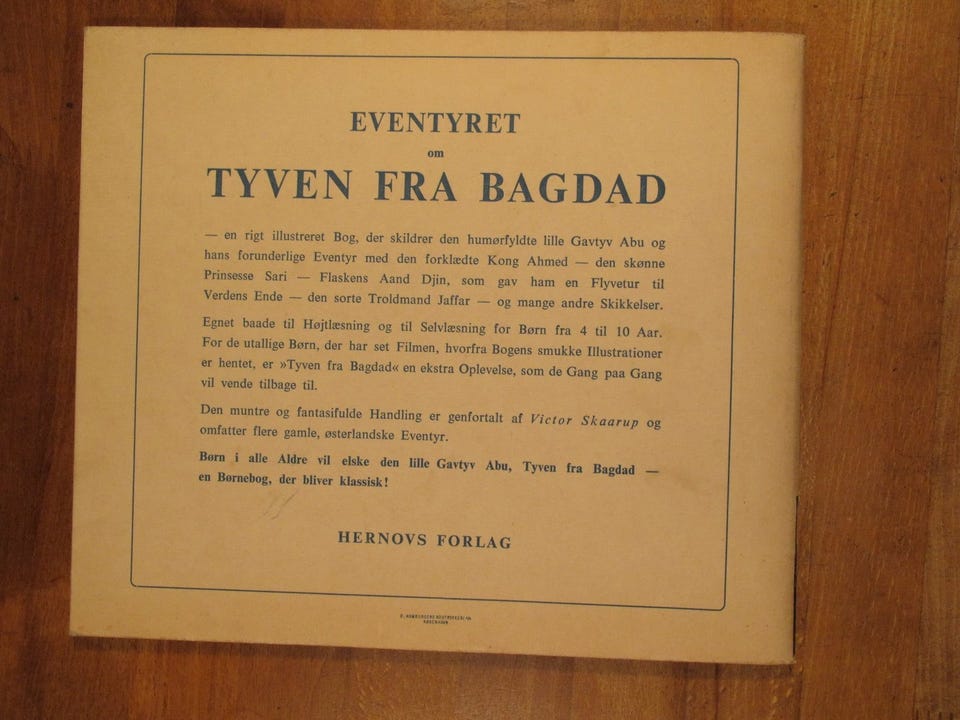 EVENTYRET
om
TYVEN FRA BAGDAD
— en rigt illustreret Bog, der skildrer den humørfyldte lille Gavtyv Abu og
hans forunderlige Eventyr med den forklædte Kong Ahmed — den skønne
Prinsesse Sari — Flaskens Aand Djin, som gav ham en Flyvetur til
Verdens Ende — den sorte Troldmand Jaffar — og mange andre Skikkelser.
Egnet baade til Højtlæsning og til Selvlæsning for Børn fra 4 til 10 Aar.
For de utallige Børn, der har set Filmen, hvorfra Bogens smukke Illustrationer
er hentet, er »Tyven fra Bagdad« en ekstra Oplevelse, som de Gang paa Gang
vil vende tilbage til.
Den muntre og fantasifulde Handling er genfortalt af Victor Skaarup og
omfatter flere gamle, østerlandske Eventyr.
Børn i alle Aldre vil elske den lille Gavtyv Abu, Tyven fra Bagdad —
en Børnebog, der bliver klassisk!
HERNOVS FORLAG
KØBENHAVN